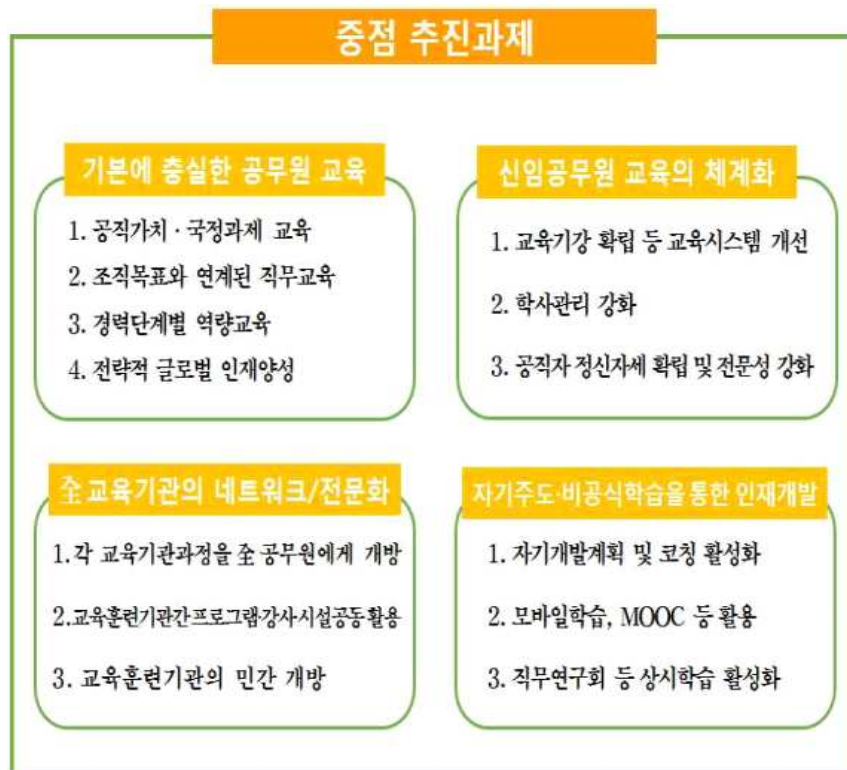 중점 추진과제
기본에 충실한 공무원 교육
1. 공직가치 · 국정과제 교육
2. 조직목표와 연계된 직무교육
3. 경력단계별 역량교육
4. 전략적 글로벌 인재양성
신임공무원 교육의 체계화
1. 교육기강 확립 등 교육시스템 개선
2. 학사관리 강화
3. 공직자 정신자세 확립 및 전문성 강화
全 교육기관의 네트워크/전문화
1.각 교육기관과정을 全 공무원에게 개방
2.교육훈련기관간 프로그램·강사·시설 공동 활용
3. 교육훈련기관의 민간 개방
자기주도·비공식학습을 통한 인재개발
1. 자기개발계획 및 코칭 활성화
2. 모바일학습, MOOC 등 활용
3. 직무연구회 등 상시학습 활성화